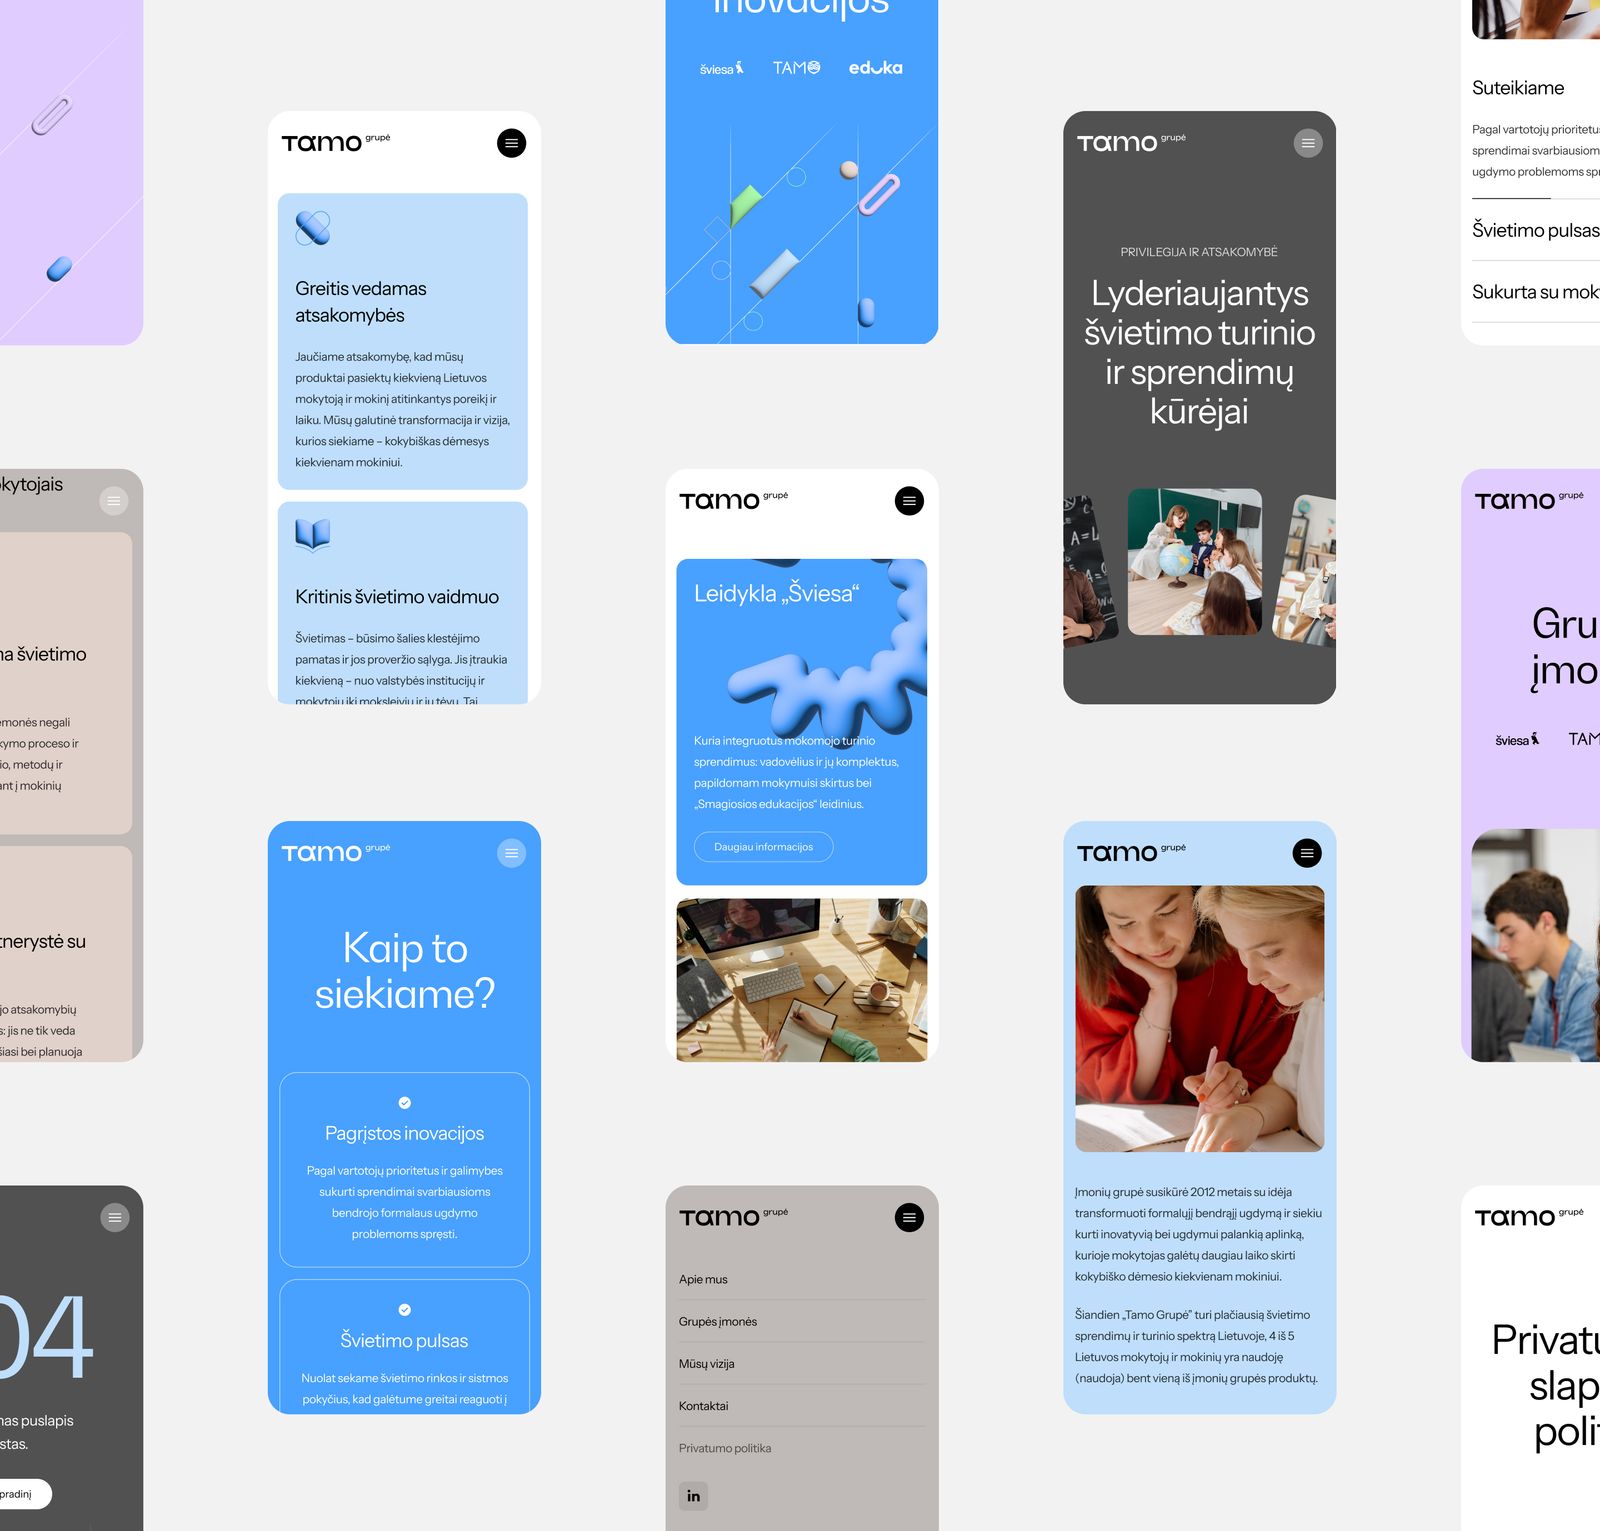 kytojais
na švietimo
emonės negali
kymo proceso ir
io, metodų ir
ant į mokinių
tnerystė su
jo atsakomybių
s: jis ne tik veda
šiasi bei planuoja
04
nas puslapis
stas.
pradinį
Tamo grupė
Greitis vedamas
atsakomybės
Jaučiame atsakomybę, kad mūsų
produktai pasiektų kiekvieną Lietuvos
mokytoją ir mokinį atitinkantys poreikį ir
laiku. Mūsų galutinė transformacija ir vizija,
kurios siekiame – kokybiškas dėmesys
kiekvienam mokiniui.
Kritinis švietimo vaidmuo
Švietimas – būsimo šalies klestėjimo
pamatas ir jos proveržio sąlyga. Jis įtraukia
kiekvieną – nuo valstybės institucijų ir
mokytojų iki moksleivių ir jų tėvų. Tai
Tamo grupė
Kaip to
siekiame?
Pagrįstos inovacijos
Pagal vartotojų prioritetus ir galimybes
sukurti sprendimai svarbiausioms
bendrojo formalaus ugdymo
problemoms spręsti.
Švietimo pulsas
Nuolat sekame švietimo rinkos ir sistmos
pokyčius, kad galėtume greitai reaguoti į
inovacijos
šviesa TAMO eduka
Tamo grupė
Leidykla „Šviesa“
Kuria integruotus mokomojo turinio
sprendimus: vadovėlius ir jų komplektus,
papildomam mokymuisi skirtus bei
„Smagiosios edukacijos“ leidinius.
Daugiau informacijos
Tamo grupė
Apie mus
Grupės įmonės
Mūsų vizija
Kontaktai
Privatumo politika
in
Tamo grupė
PRIVILEGIJA IR ATSAKOMYBĖ
Lyderiaujantys
švietimo turinio
ir sprendimų
kūrėjai
A=
Tamo grupė
Įmonių grupė susikūrė 2012 metais su idėja
transformuoti formalųjį bendrąjį ugdymą ir siekiu
kurti inovatyvią bei ugdymui palankią aplinką,
kurioje mokytojas galėtų daugiau laiko skirti
kokybiško dėmesio kiekvienam mokiniui.
Šiandien „Tamo Grupė” turi plačiausią švietimo
sprendimų ir turinio spektrą Lietuvoje, 4 iš 5
Lietuvos mokytojų ir mokinių yra naudoję
(naudoja) bent vieną iš įmonių grupės produktų.
Suteikiame
Pagal vartotojų prioritetus
sprendimai svarbiausiom
ugdymo problemoms spr
Švietimo pulsas
Sukurta su mok
Tamo grupė
Gru
įmo
šviesa TAM
Tamo grupė
Privatu
slap
polit